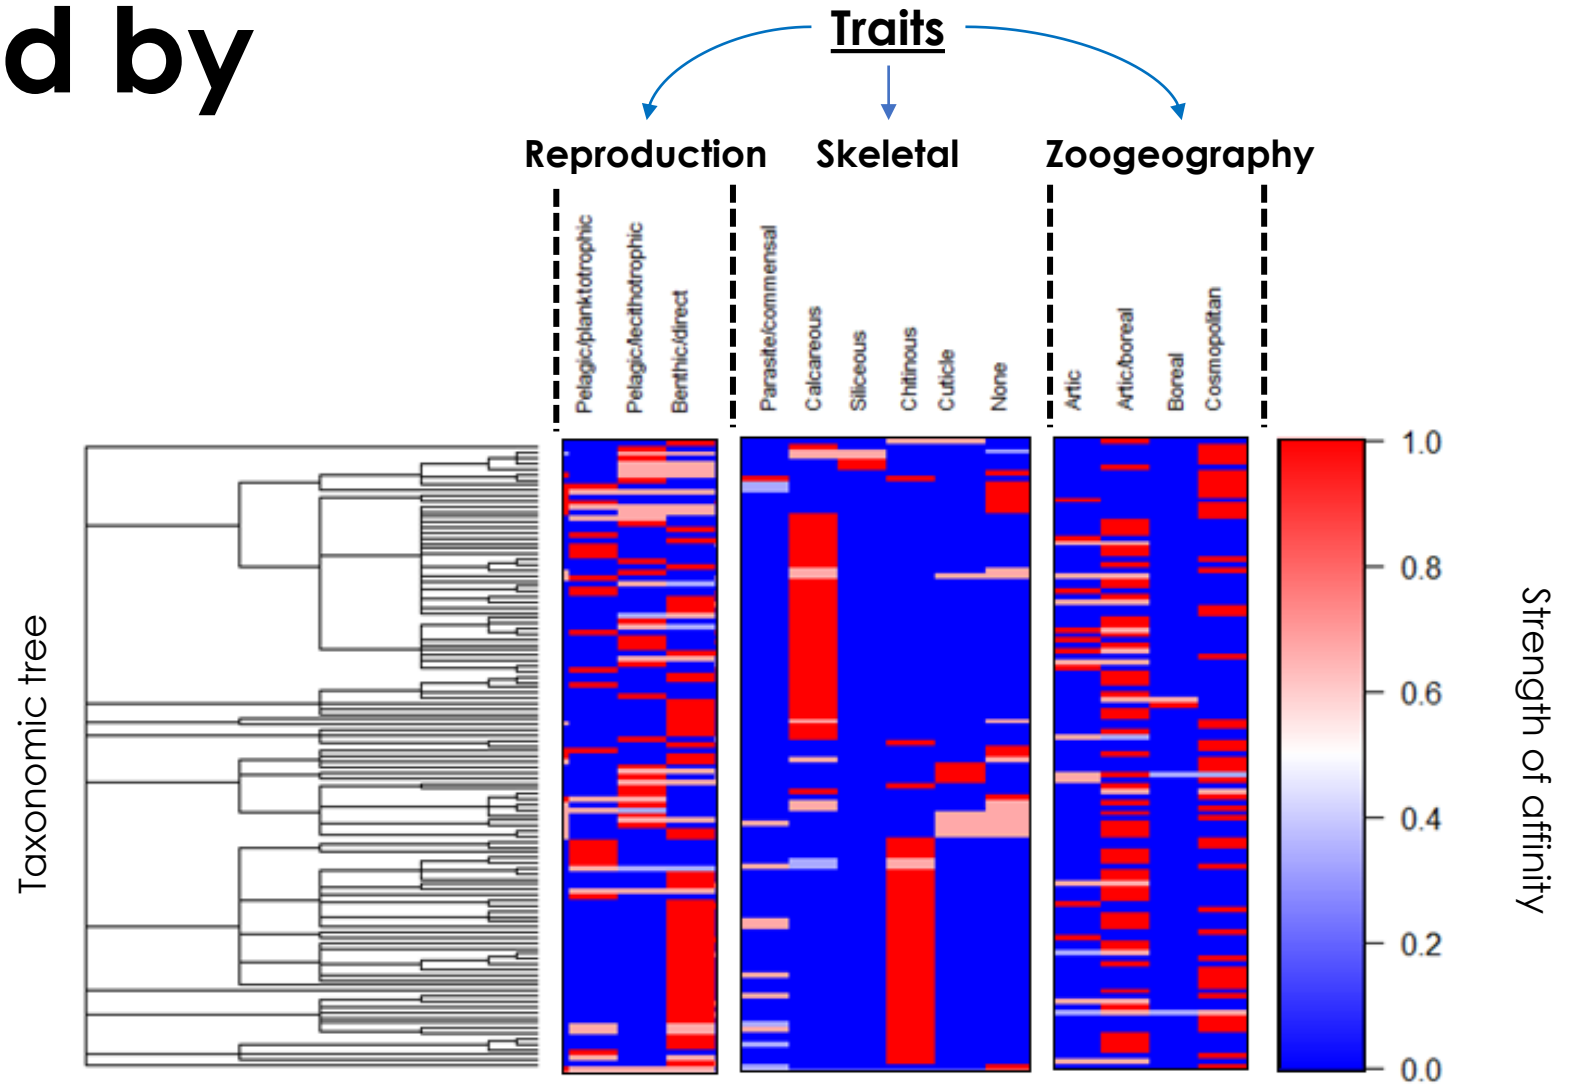 d by
Traits
Reproduction
Skeletal
Zoogeography
Pelagic/planktotrophic
Pelagic/lecithotrophic
Benthic/direct
Parasite/commensal
Calcareous
Siliceous
Chitinous
Cuticle
None
Artic
Artic/boreal
Boreal
Cosmopolitan
Taxonomic tree
1.0
0.8
0.6
0.4
0.2
0.0
Strength of affinity